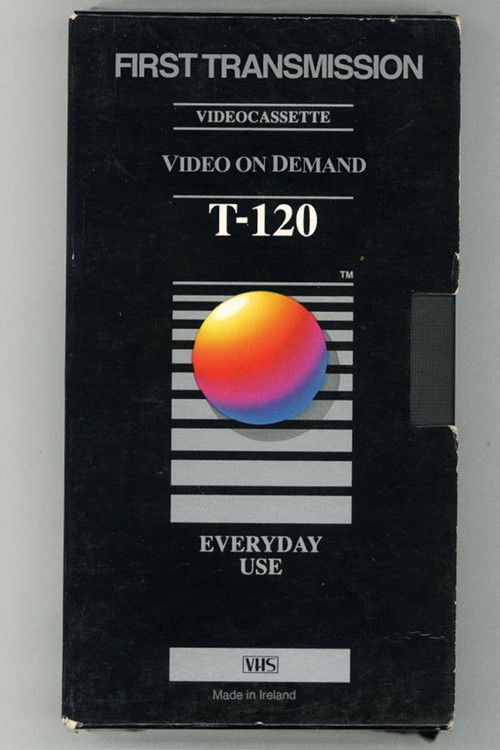 FIRST TRANSMISSION
VIDEOCASSETTE
VIDEO ON DEMAND
T-120
TM
EVERYDAY
USE
VHS
Made in Ireland